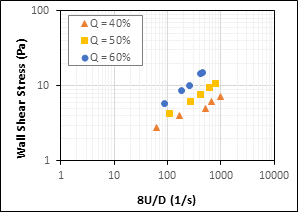 Wall Shear Stress (Pa)
100
10
1
Q = 40%
Q = 50%
Q = 60%
1 10 100 1000 10000
8U/D (1/s)